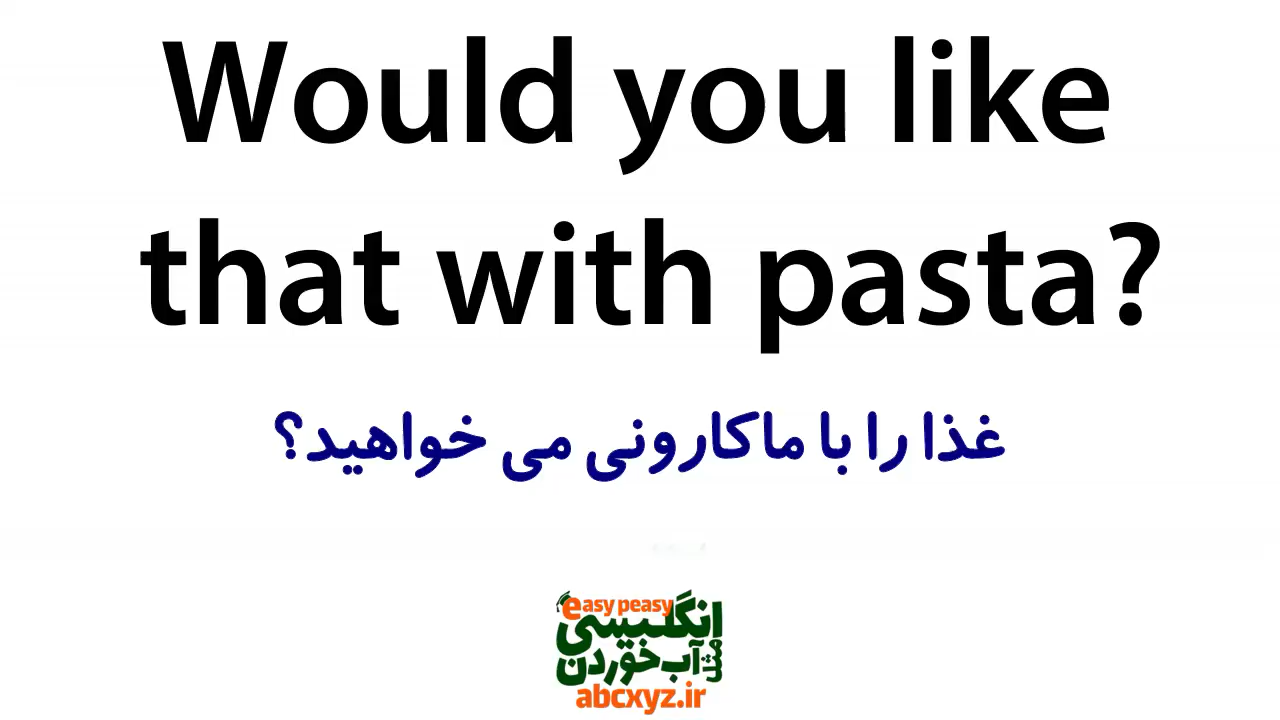 Would you like
that with pasta?
غذا را با ماکارونی می خواهید؟
easy peasy
انگلیسی
مثل آب خوردن
abcxyz.ir